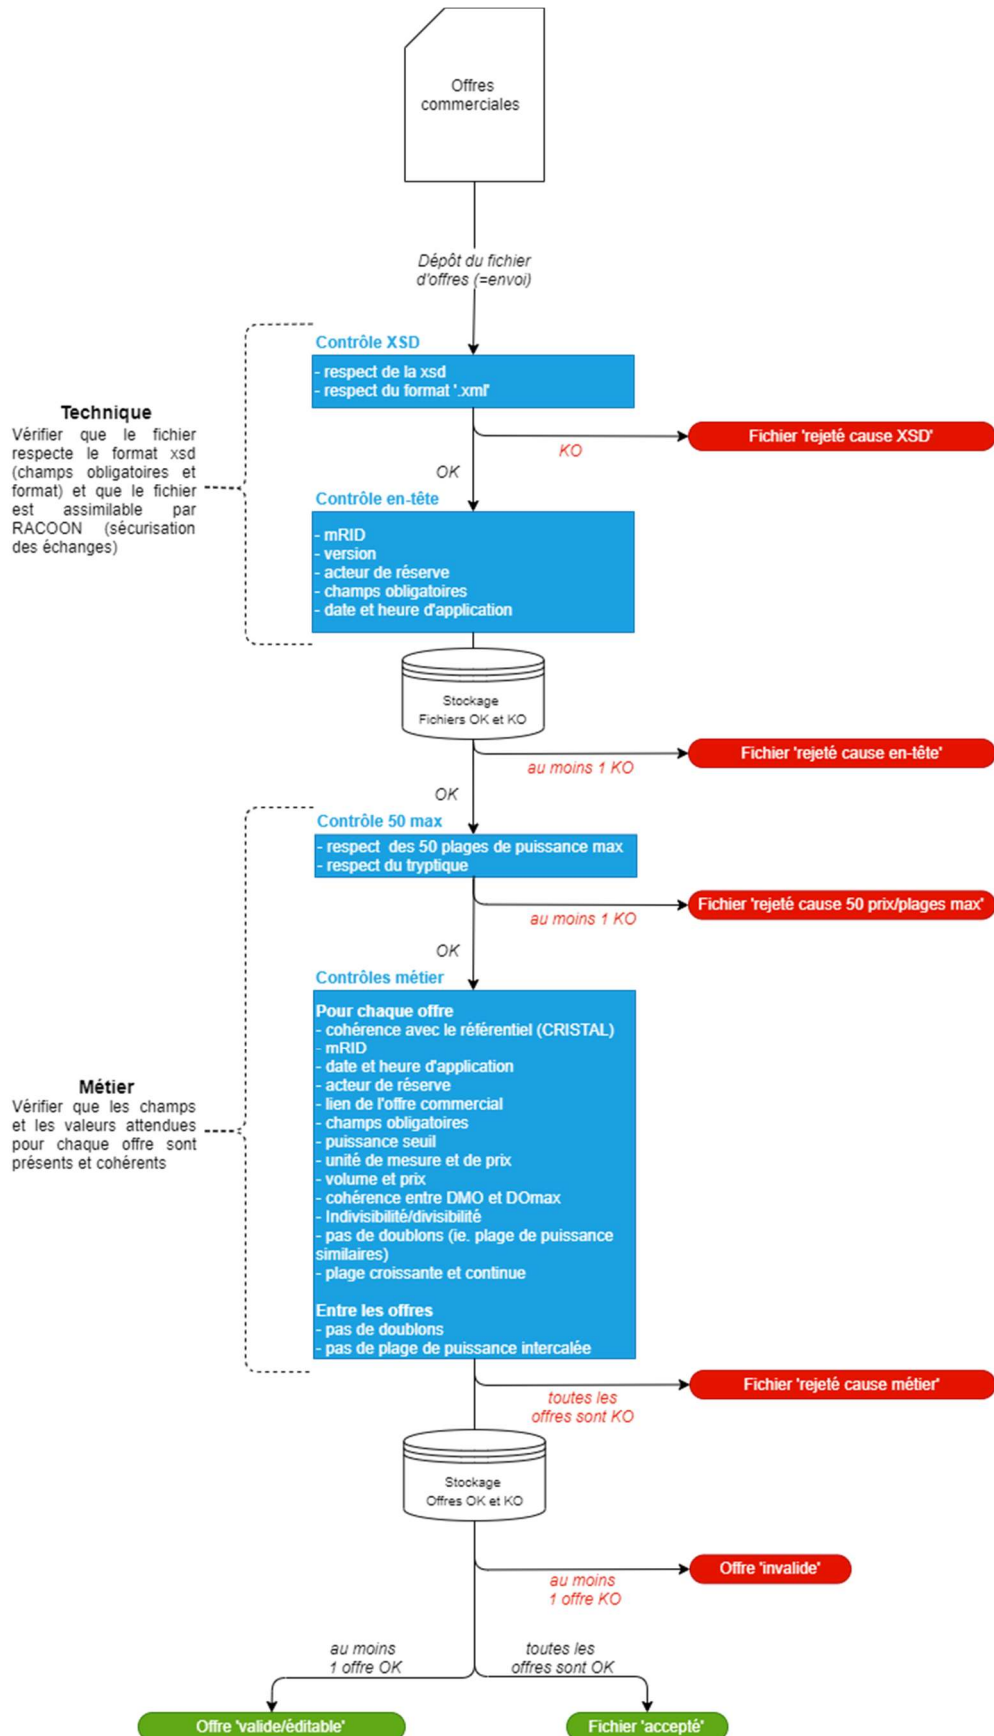 Offres
commerciales
Dépôt du fichier
d'offres (=envoi)
Contrôle XSD
- respect de la xsd
- respect du format '.xml'
Technique
Vérifier que le fichier
respecte le format xsd
(champs obligatoires et
format) et que le fichier
est assimilable par
RACOON (sécurisation
des échanges)
KO
Fichier 'rejeté cause XSD'
OK
Contrôle en-tête
- mRID
- version
- acteur de réserve
- champs obligatoires
- date et heure d'application
Stockage
Fichiers OK et KO
au moins 1 KO
Fichier 'rejeté cause en-tête'
OK
Contrôle 50 max
- respect des 50 plages de puissance max
- respect du tryptique
au moins 1 KO
Fichier 'rejeté cause 50 prix/plages max'
OK
Contrôles métier
Pour chaque offre
- cohérence avec le référentiel (CRISTAL)
- mRID
- date et heure d'application
- acteur de réserve
- lien de l'offre commercial
- champs obligatoires
- puissance seuil
- unité de mesure et de prix
- volume et prix
- cohérence entre DMO et DOmax
- Indivisibilité/divisibilité
- pas de doublons (ie. plage de puissance
similaires)
- plage croissante et continue
Entre les offres
- pas de doublons
- pas de plage de puissance intercalée
Métier
Vérifier que les champs
et les valeurs attendues
pour chaque offre sont
présents et cohérents
toutes les
offres sont KO
Fichier 'rejeté cause métier'
Stockage
Offres OK et KO
au moins
1 offre KO
Offre 'invalide'
au moins
1 offre OK
toutes les
offres sont OK
Offre 'valide/éditable'
Fichier 'accepté'